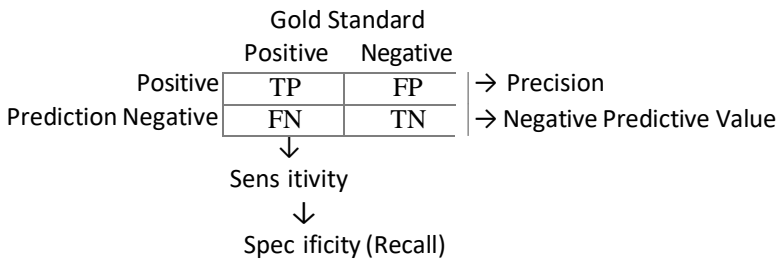 Gold Standard
Positive Negative
Positive TP FP → Precision
Prediction Negative FN TN → Negative Predictive Value
↓
Sens itivity
↓
Spec ificity (Recall)